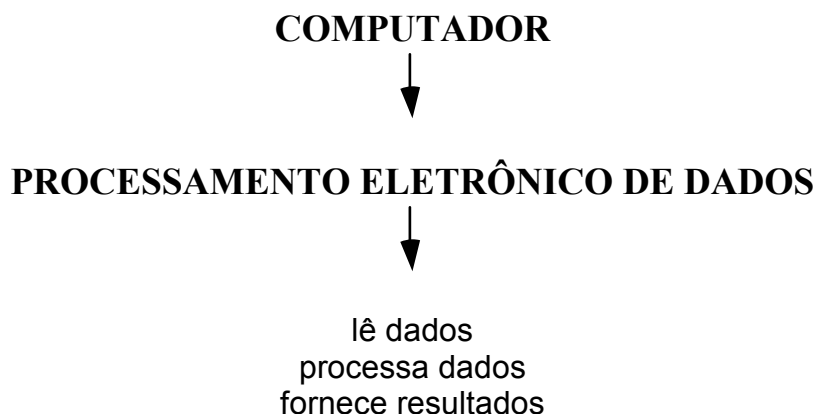 COMPUTADOR
PROCESSAMENTO ELETRÔNICO DE DADOS
lê dados
processa dados
fornece resultados